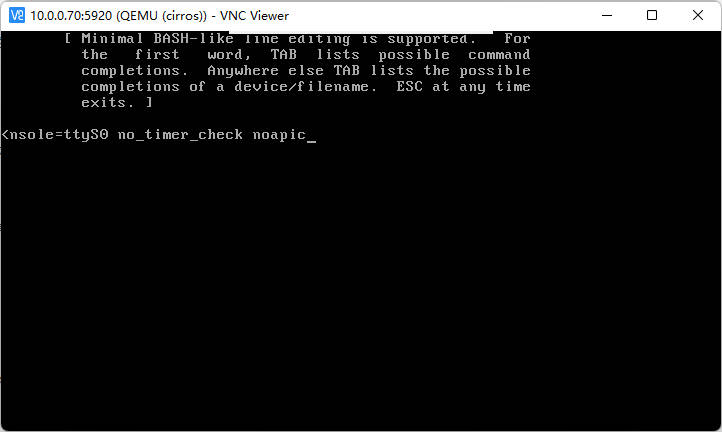 10.0.0.70:5920 (QEMU (cirros)) - VNC Viewer
[ Minimal BASH-like line editing is supported.  For
the  first  word, TAB lists possible command
completions.  Anywhere else TAB lists the possible
completions of a device/filename.  ESC at any time
exits. ]
<nsole=ttyS0 no_timer_check noapic_